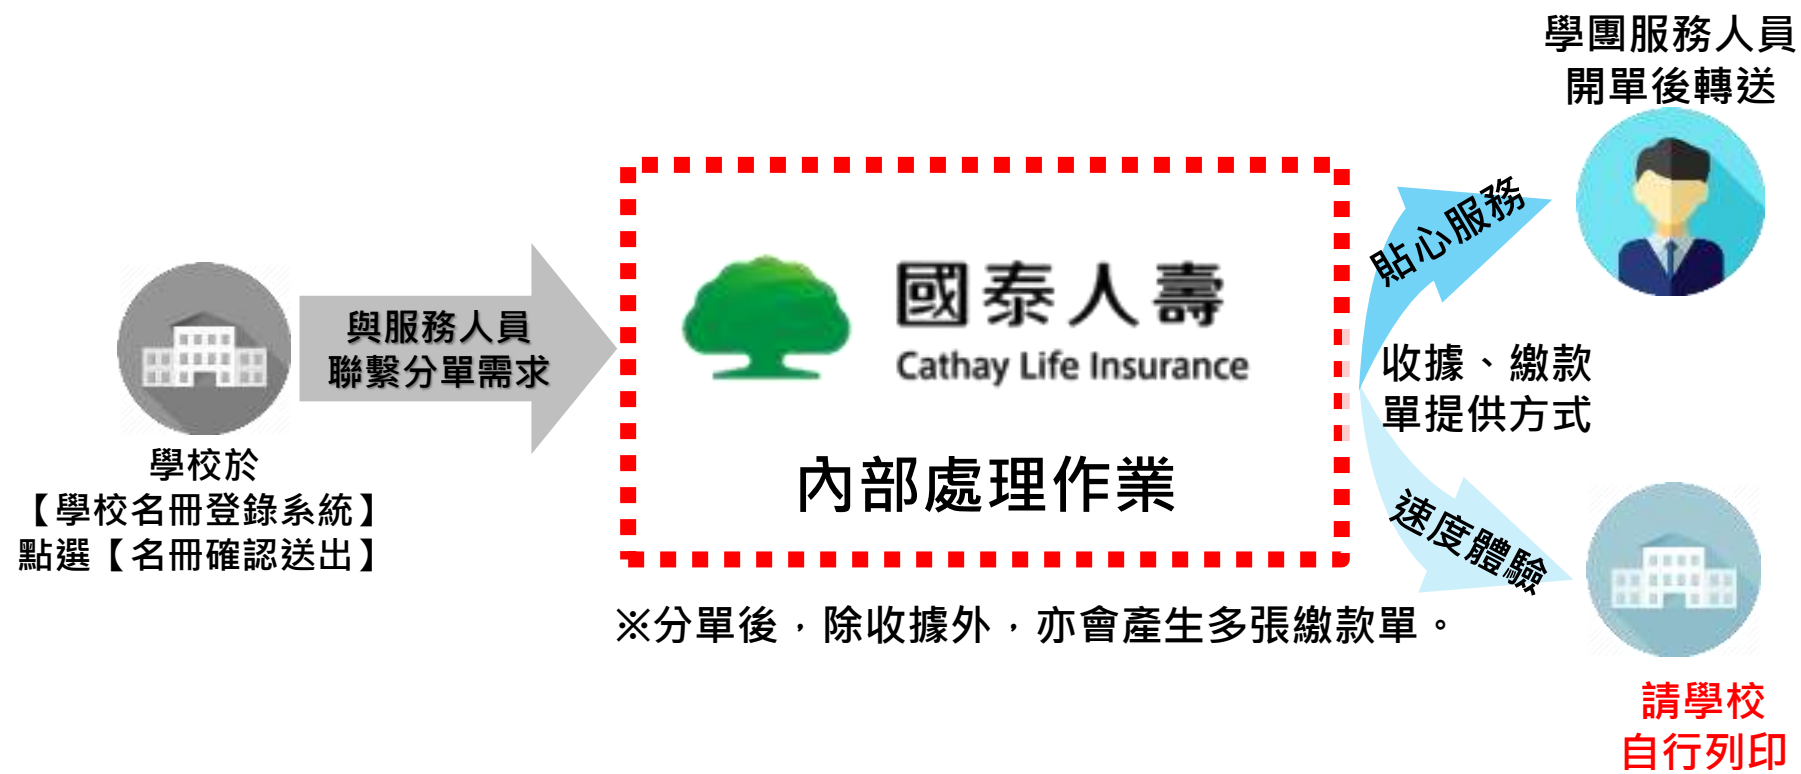 學團服務人員
開單後轉送
貼心服務
國泰人壽
Cathay Life Insurance
與服務人員
聯繫分單需求
收據、繳款
單提供方式
內部處理作業
學校於
【學校名冊登錄系統】
點選【名冊確認送出】
速度體驗
※分單後，除收據外，亦會產生多張繳款單。
請學校
自行列印